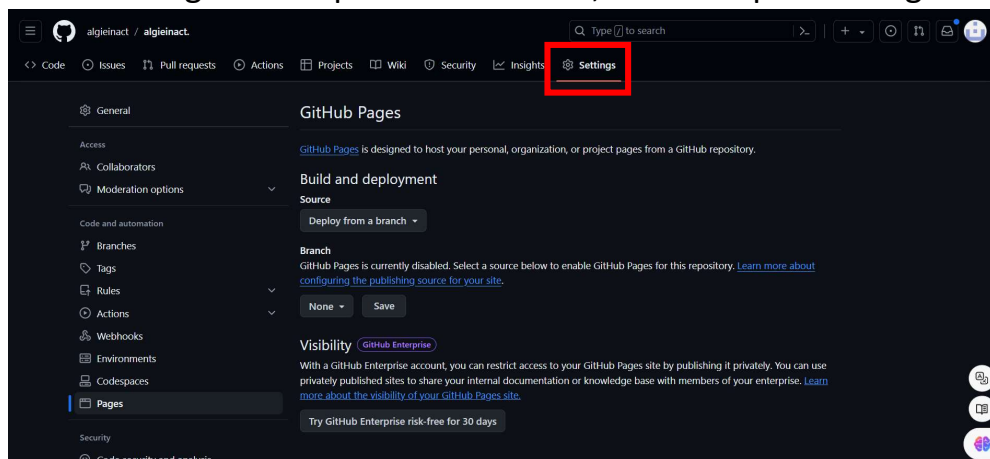 algieinact / algieinact.
Type / to search
Code Issues Pull requests Actions Projects Wiki Security Insights Settings
General
Access
Collaborators
Moderation options
Code and automation
Branches
Tags
Rules
Actions
Webhooks
Environments
Codespaces
Pages
Security
GitHub Pages
GitHub Pages is designed to host your personal, organization, or project pages from a GitHub repository.
Build and deployment
Source
Deploy from a branch
Branch
GitHub Pages is currently disabled. Select a source below to enable GitHub Pages for this repository. Learn more about
configuring the publishing source for your site.
None Save
Visibility GitHub Enterprise
With a GitHub Enterprise account, you can restrict access to your GitHub Pages site by publishing it privately. You can use
privately published sites to share your internal documentation or knowledge base with members of your enterprise. Learn
more about the visibility of your GitHub Pages site.
Try GitHub Enterprise risk-free for 30 days